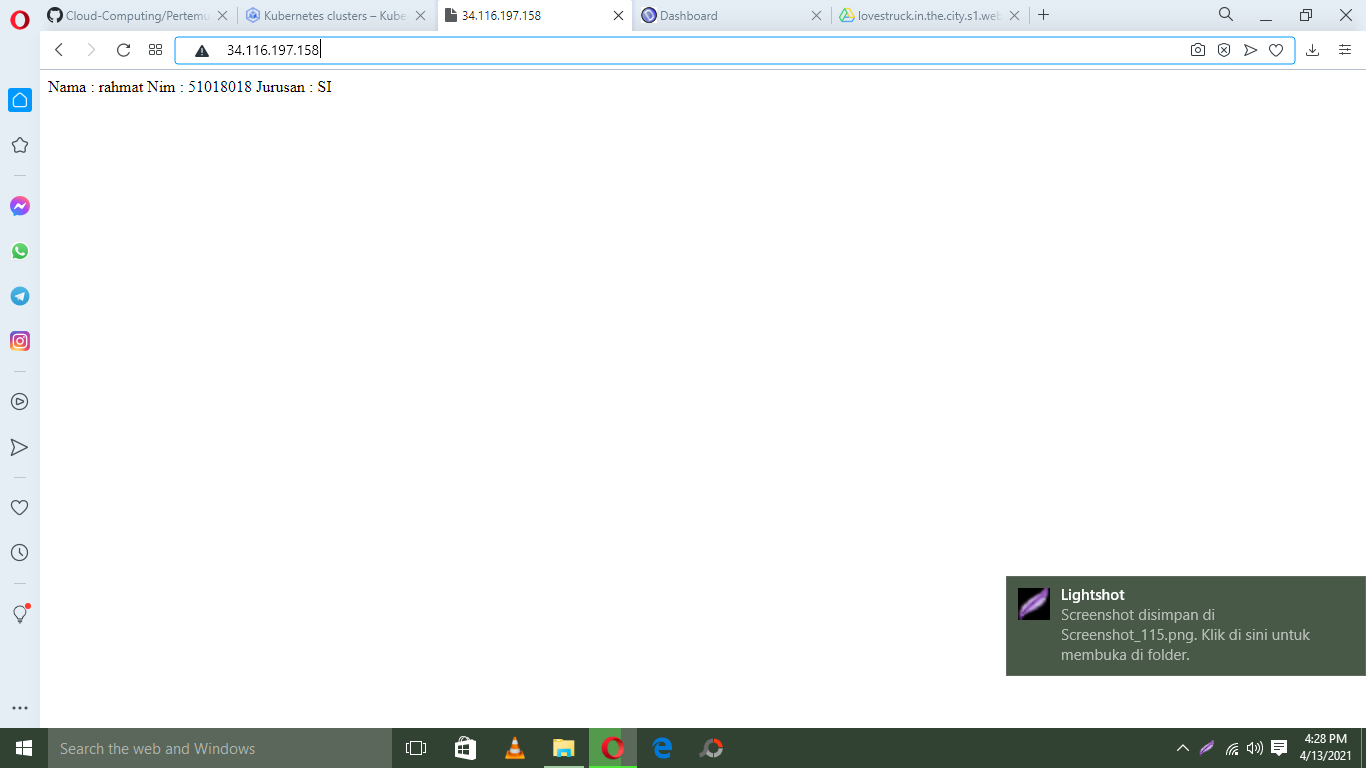 Cloud-Computing/Pertemu
Kubernetes clusters – Kube
34.116.197.158
Dashboard
lovestruck.in.the.city.s1.web
34.116.197.158
Nama : rahmat Nim : 51018018 Jurusan : SI
Lightshot
Screenshot disimpan di
Screenshot_115.png. Klik di sini untuk
membuka di folder.
Search the web and Windows
4:28 PM
4/13/2021